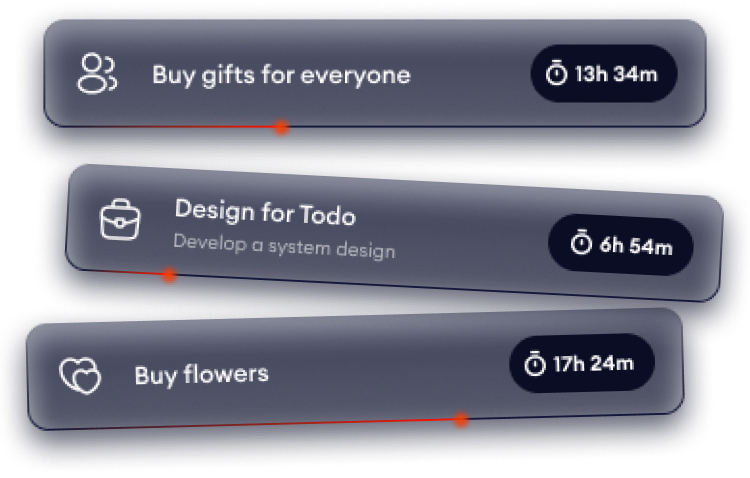 Buy gifts for everyone
13h 34m
Design for Todo
Develop a system design
6h 54m
Buy flowers
17h 24m